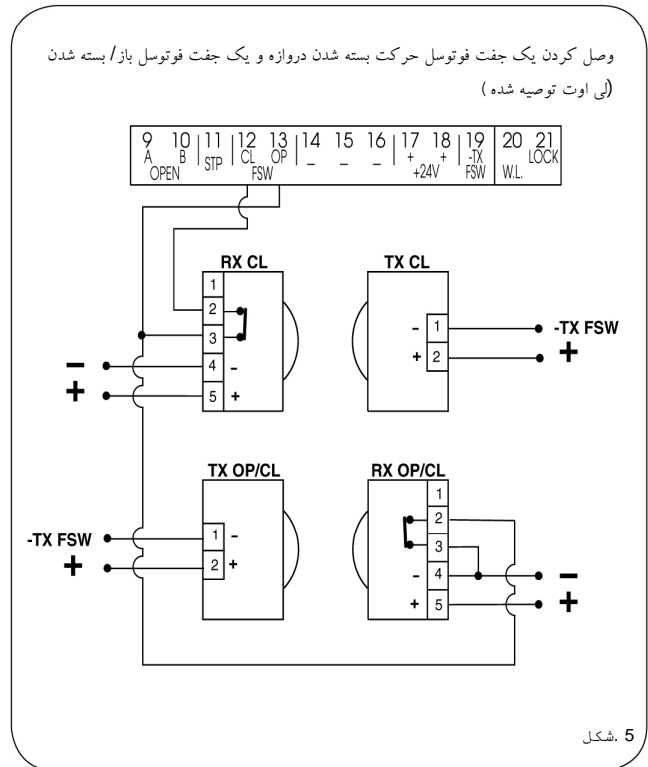 وصل کردن یک جفت فوتوسل حرکت بسته شدن دروازه و یک جفت فوتوسل باز/ بسته شدن
(لی اوت توصیه شده )
9 10 11 12 13 14 15 16 17 18 19 20 21
A B STP CL OP – – – + + -TX LOCK
OPEN FSW +24V FSW W.L.
RX CL TX CL
1
2
3
4 -
5 +
–
+
- 1
+ 2
-TX FSW
+
TX OP/CL RX OP/CL
-TX FSW
+
1 -
2 +
1
2
3
- 4
+ 5
–
+
5 .شکل